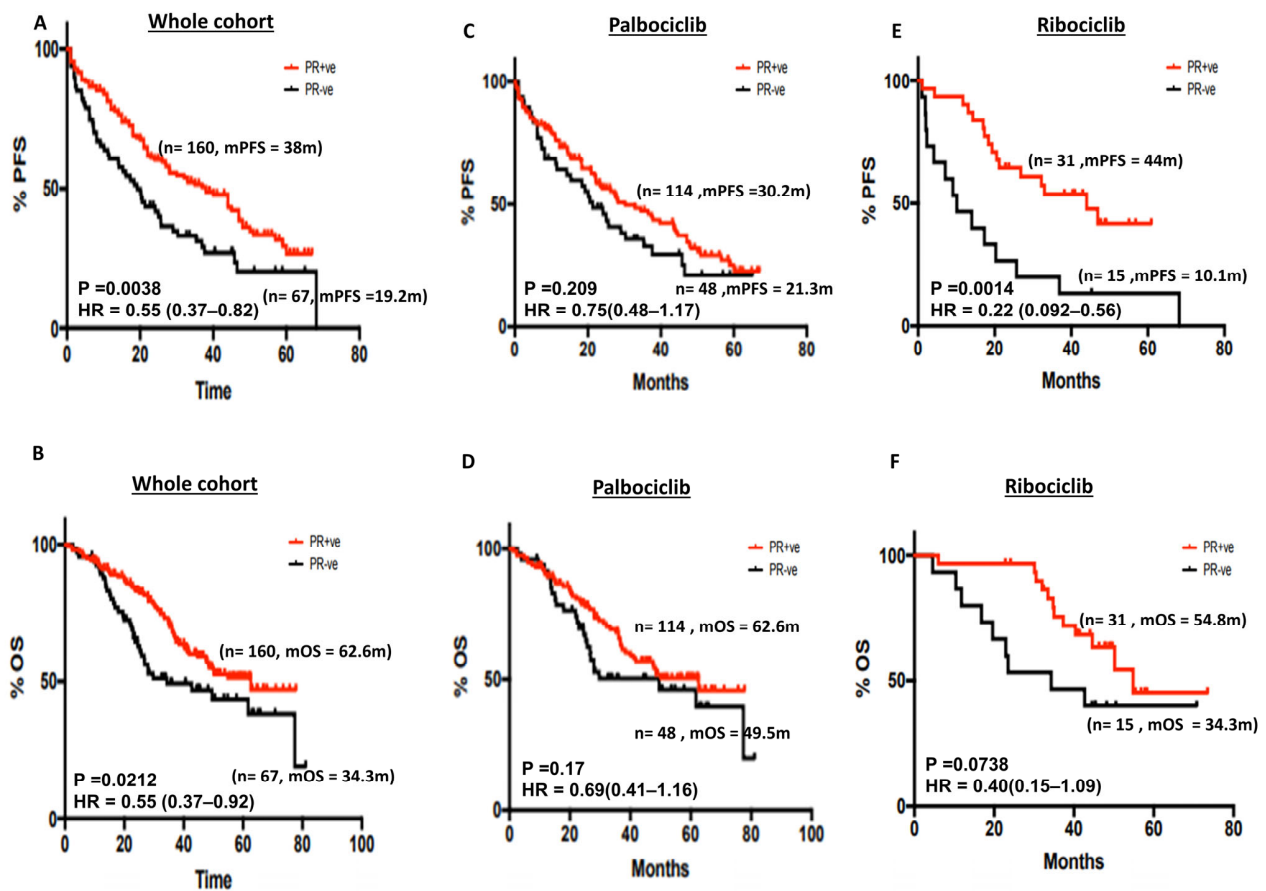 A
Whole cohort
100
50
0
% PFS
PR+ve
PR-ve
(n= 160, mPFS = 38m)
(n= 67, mPFS =19.2m)
P =0.0038
HR = 0.55 (0.37–0.82)
0 20 40 60 80
Time
C
Palbociclib
100
50
0
% PFS
PR+ve
PR-ve
(n= 114 ,mPFS =30.2m)
n= 48 ,mPFS = 21.3m
P =0.209
HR = 0.75(0.48–1.17)
0 20 40 60 80
Months
E
Ribociclib
100
50
0
% PFS
PR+ve
PR-ve
(n= 31 ,mPFS = 44m)
(n= 15 ,mPFS = 10.1m)
P =0.0014
HR = 0.22 (0.092–0.56)
0 20 40 60 80
Months
B
Whole cohort
100
50
0
% OS
PR+ve
PR-ve
(n= 160, mOS = 62.6m)
(n= 67, mOS = 34.3m)
P =0.0212
HR = 0.55 (0.37–0.92)
0 20 40 60 80 100
Time
D
Palbociclib
100
50
0
% OS
PR+ve
PR-ve
n= 114 , mOS = 62.6m
n= 48 , mOS = 49.5m
P =0.17
HR = 0.69(0.41–1.16)
0 20 40 60 80 100
Months
F
Ribociclib
100
50
0
% OS
PR+ve
PR-ve
(n= 31 , mOS = 54.8m)
(n= 15 , mOS = 34.3m)
P =0.0738
HR = 0.40(0.15–1.09)
0 20 40 60 80
Months